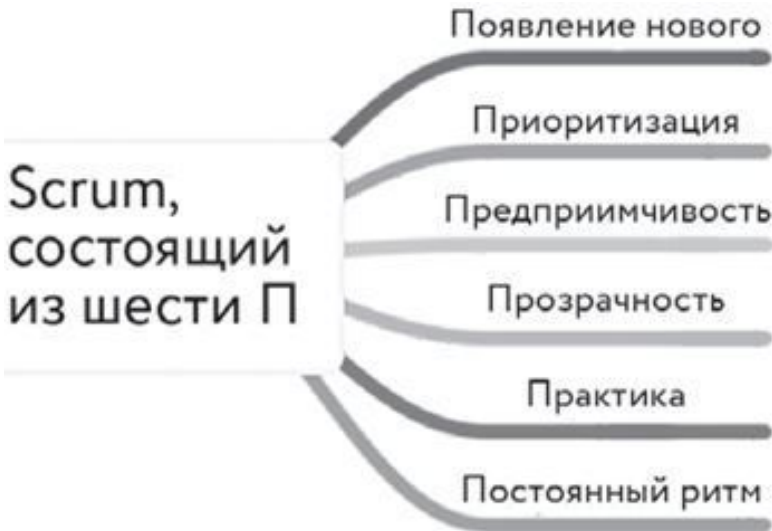 Scrum,
состоящий
из шести П
Появление нового
Приоритизация
Предприимчивость
Прозрачность
Практика
Постоянный ритм